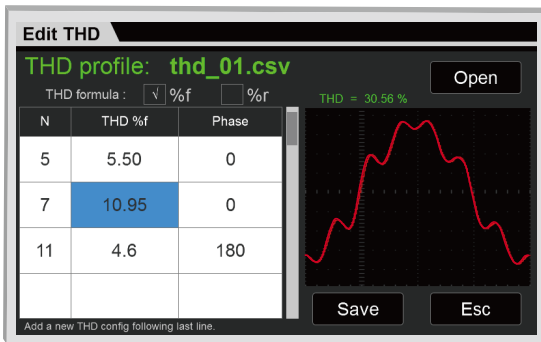 Edit THD
THD profile: thd_01.csv
Open
THD formula : √ %f %r
THD = 30.56 %
N THD %f Phase
5 5.50 0
7 10.95 0
11 4.6 180
Save Esc
Add a new THD config following last line.